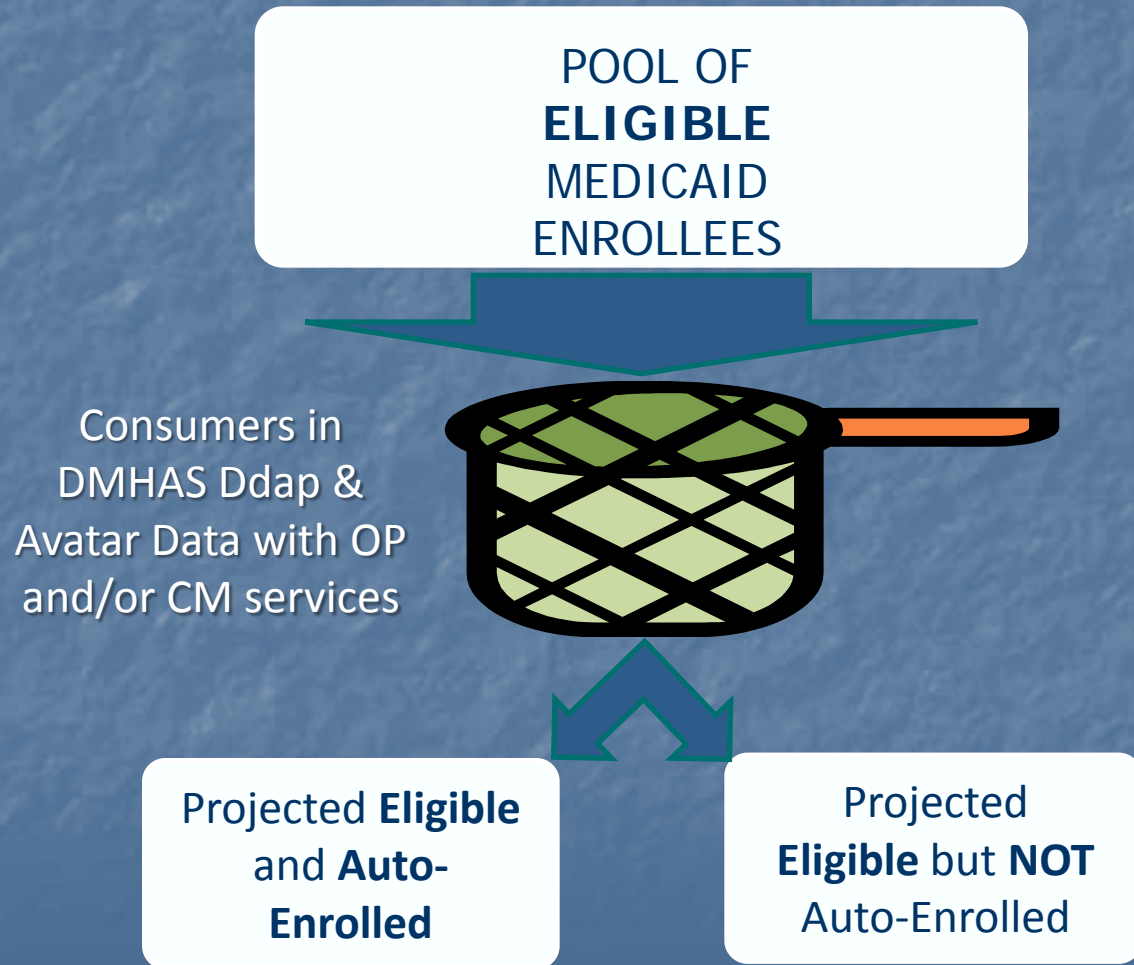 POOL OF
ELIGIBLE
MEDICAID
ENROLLEES
Consumers in
DMHAS Ddap &
Avatar Data with OP
and/or CM services
Projected Eligible
and Auto-
Enrolled
Projected
Eligible but NOT
Auto-Enrolled